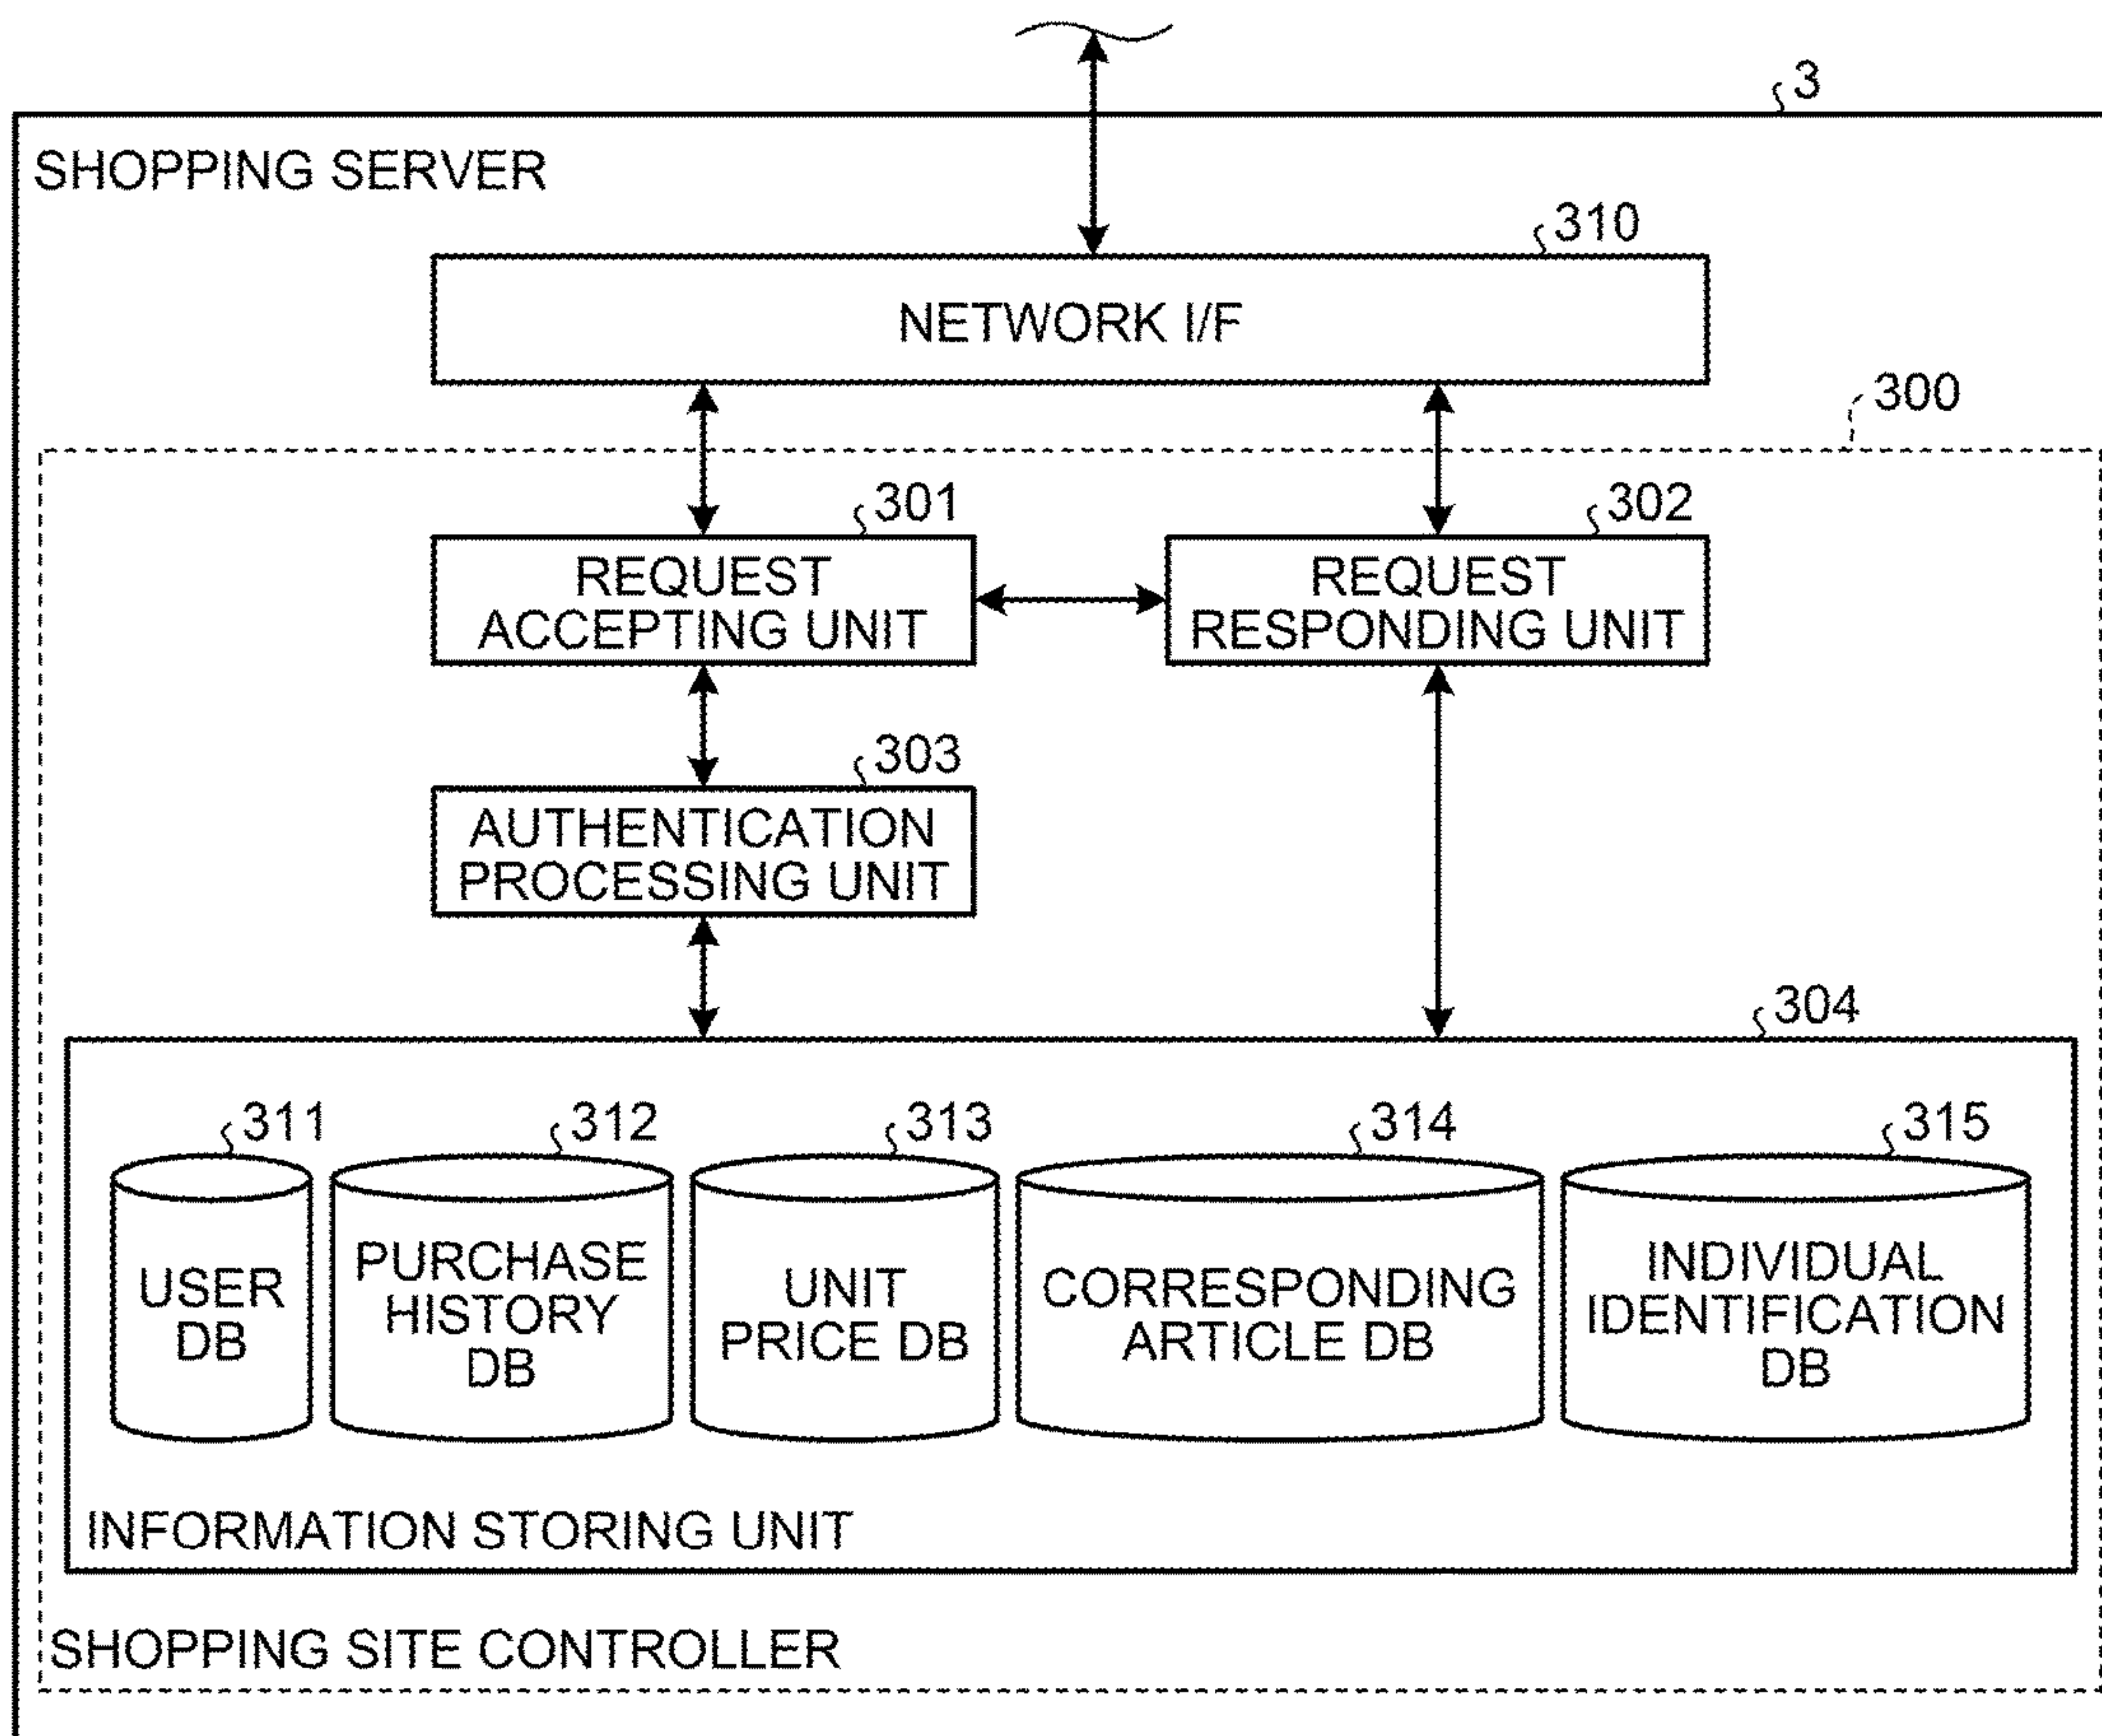 3
SHOPPING SERVER
310
NETWORK I/F
300
301
302
REQUEST
ACCEPTING UNIT
REQUEST
RESPONDING UNIT
303
AUTHENTICATION
PROCESSING UNIT
304
311
312
313
314
315
USER
DB
PURCHASE
HISTORY
DB
UNIT
PRICE DB
CORRESPONDING
ARTICLE DB
INDIVIDUAL
IDENTIFICATION
DB
INFORMATION STORING UNIT
SHOPPING SITE CONTROLLER